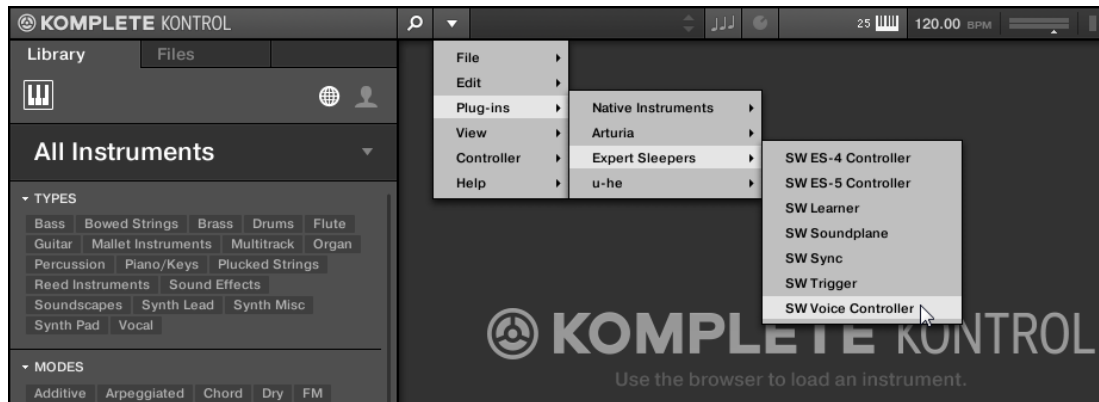 KOMPLETE KONTROL
25
120.00 BPM
Library
Files
All Instruments
TYPES
Bass Bowed Strings Brass Drums Flute
Guitar Mallet Instruments Multitrack Organ
Percussion Piano/Keys Plucked Strings
Reed Instruments Sound Effects
Soundscapes Synth Lead Synth Misc
Synth Pad Vocal
MODES
Additive Arpeggiated Chord Dry FM
File
Edit
Plug-ins
View
Controller
Help
Native Instruments
Arturia
Expert Sleepers
u-he
SW ES-4 Controller
SW ES-5 Controller
SW Learner
SW Soundplane
SW Sync
SW Trigger
SW Voice Controller
KOMPLETE KONTROL
Use the browser to load an instrument.